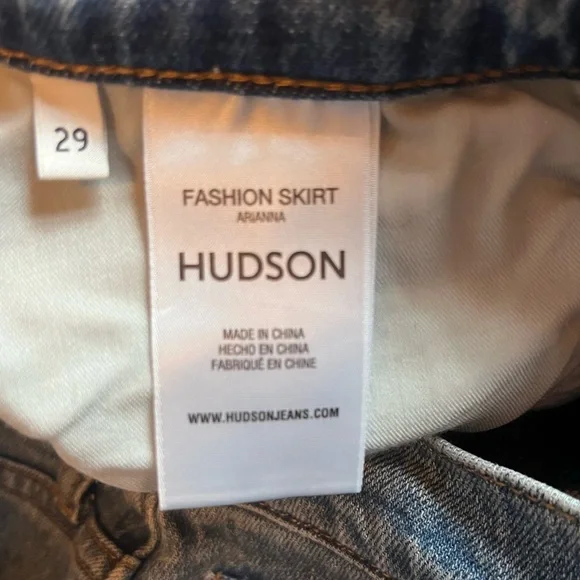 29
FASHION SKIRT
ARIANNA
HUDSON
MADE IN CHINA
HECHO EN CHINA
FABRIQUÉ EN CHINE
WWW.HUDSONJEANS.COM